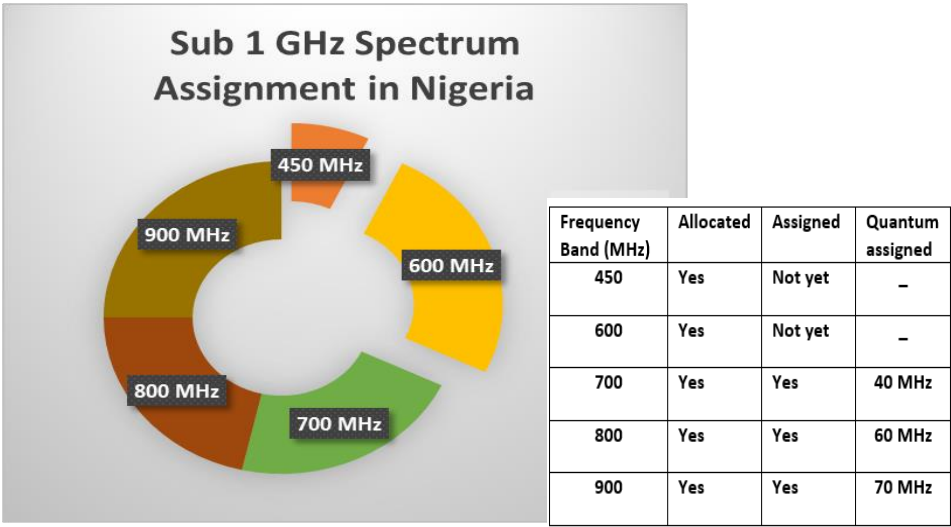 Sub 1 GHz Spectrum
Assignment in Nigeria
450 MHz
600 MHz
700 MHz
800 MHz
900 MHz
Frequency Band (MHz) Allocated Assigned Quantum assigned
450 Yes Not yet –
600 Yes Not yet –
700 Yes Yes 40 MHz
800 Yes Yes 60 MHz
900 Yes Yes 70 MHz